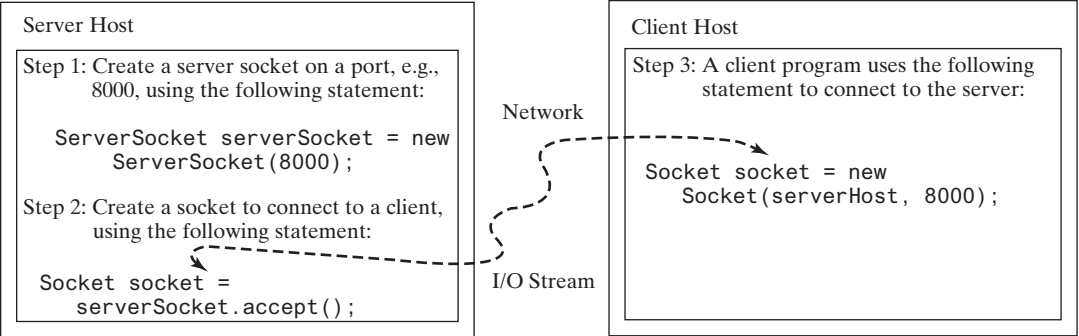 Server Host
Step 1: Create a server socket on a port, e.g.,
8000, using the following statement:
ServerSocket serverSocket = new
ServerSocket(8000);
Step 2: Create a socket to connect to a client,
using the following statement:
Socket socket =
serverSocket.accept();
Network
I/O Stream
Client Host
Step 3: A client program uses the following
statement to connect to the server:
Socket socket = new
Socket(serverHost, 8000);